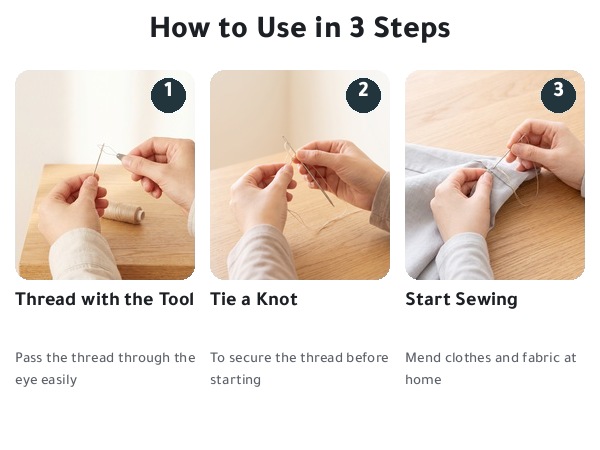 How to Use in 3 Steps
1
2
3
Thread with the Tool
Tie a Knot
Start Sewing
Pass the thread through the
eye easily
To secure the thread before
starting
Mend clothes and fabric at
home